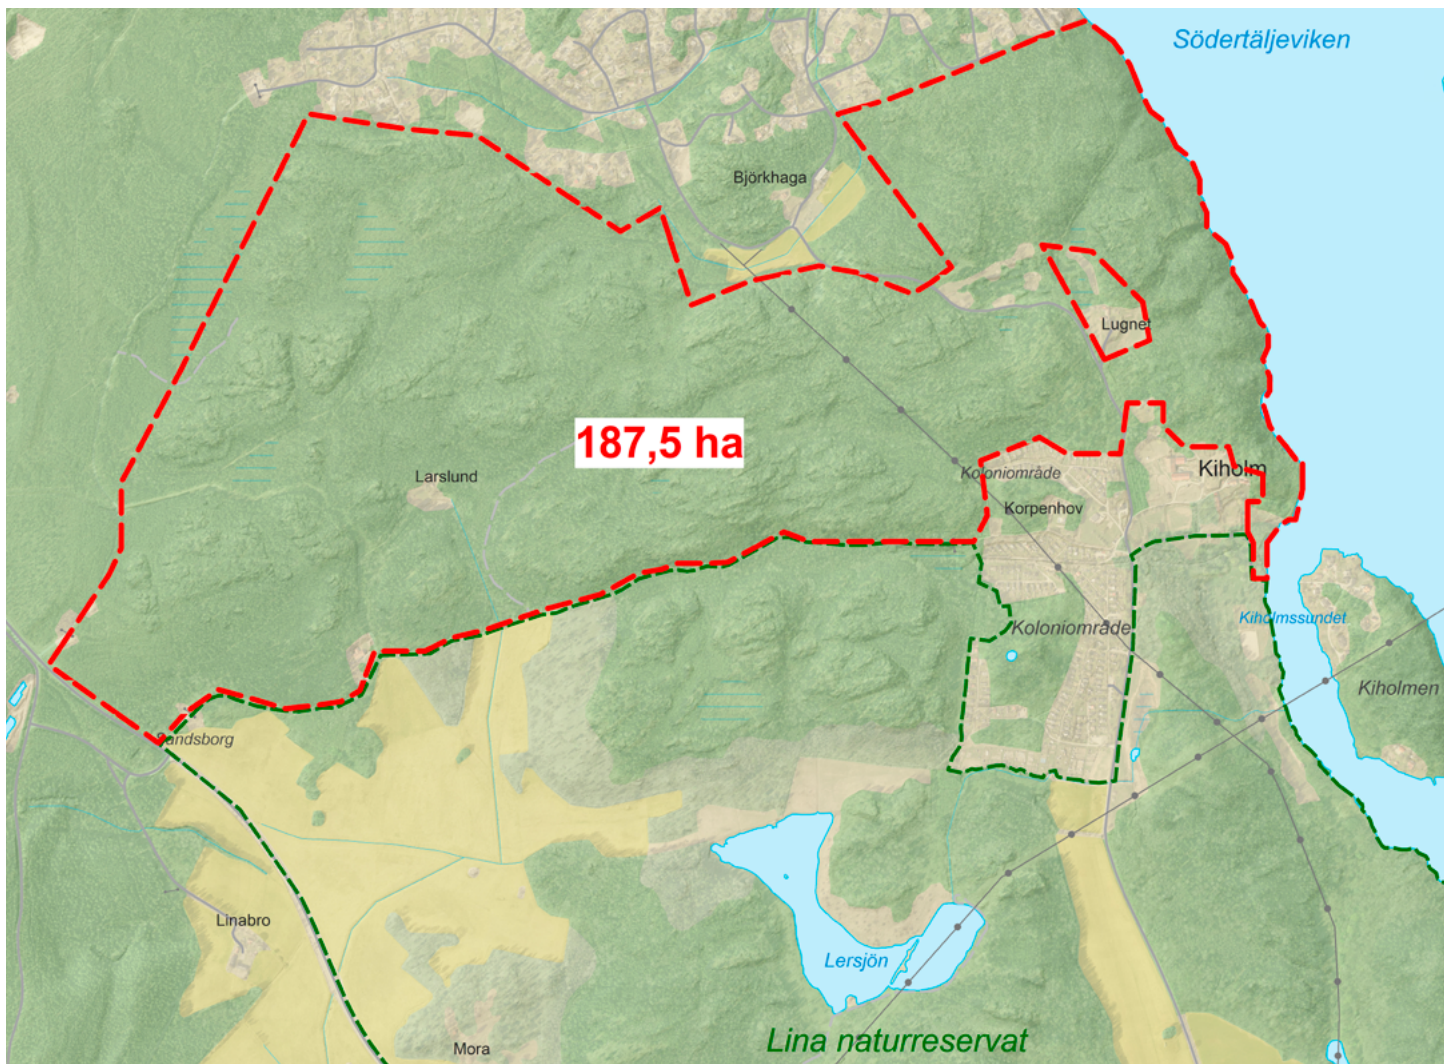 Södertäljeviken
Björkhaga
Lugnet
187,5 ha
Kiholm
Koloniområde
Larslund
Korpenhov
Kiholmssundet
Koloniområde
Kiholmen
Sandsborg
Linabro
Lersjön
Lina naturreservat
Mora